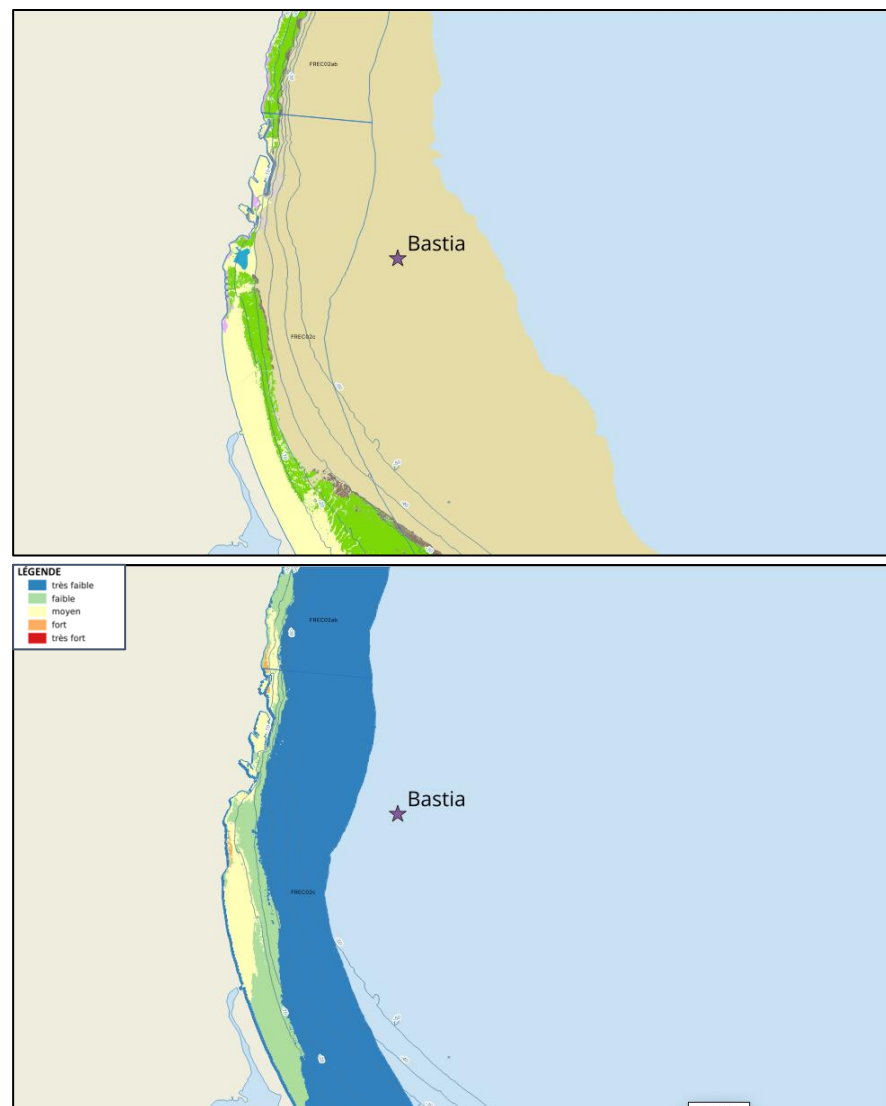 FREC02ab
Bastia
FREC02c
LÉGENDE
très faible
faible
moyen
fort
très fort
FREC02ab
Bastia
FREC02c